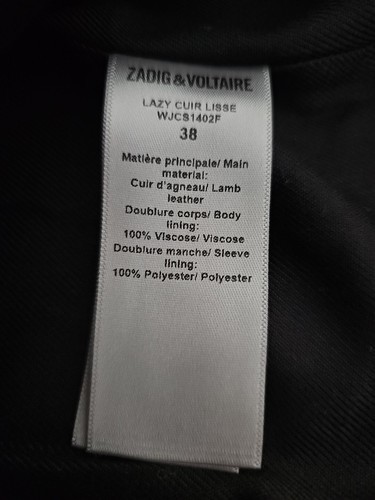 ZADIG & VOLTAIRE
LAZY CUIR LISSE
WJCS1402F
38
Matière principale/ Main
material:
Cuir d'agneau/ Lamb
leather
Doublure corps/ Body
lining:
100% Viscose/ Viscose
Doublure manche/ Sleeve
lining:
100% Polyester/ Polyester